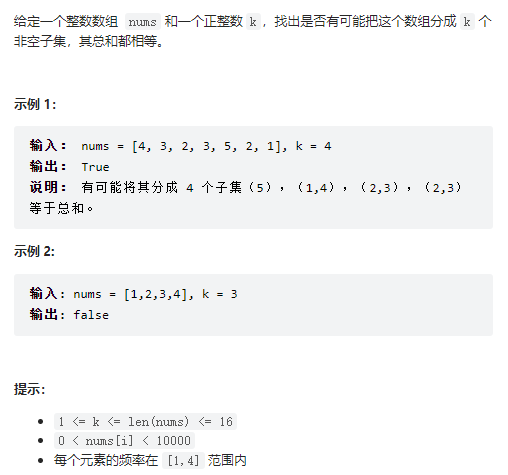 给定一个整数数组 nums 和一个正整数 k，找出是否有可能把这个数组分成 k 个
非空子集，其总和都相等。
示例 1：
输入： nums = [4, 3, 2, 3, 5, 2, 1], k = 4
输出： True
说明： 有可能将其分成 4 个子集（5），（1,4），（2,3），（2,3）
等于总和。
示例 2:
输入: nums = [1,2,3,4], k = 3
输出: false
提示：
• 1 <= k <= len(nums) <= 16
• 0 < nums[i] < 10000
• 每个元素的频率在 [1,4] 范围内